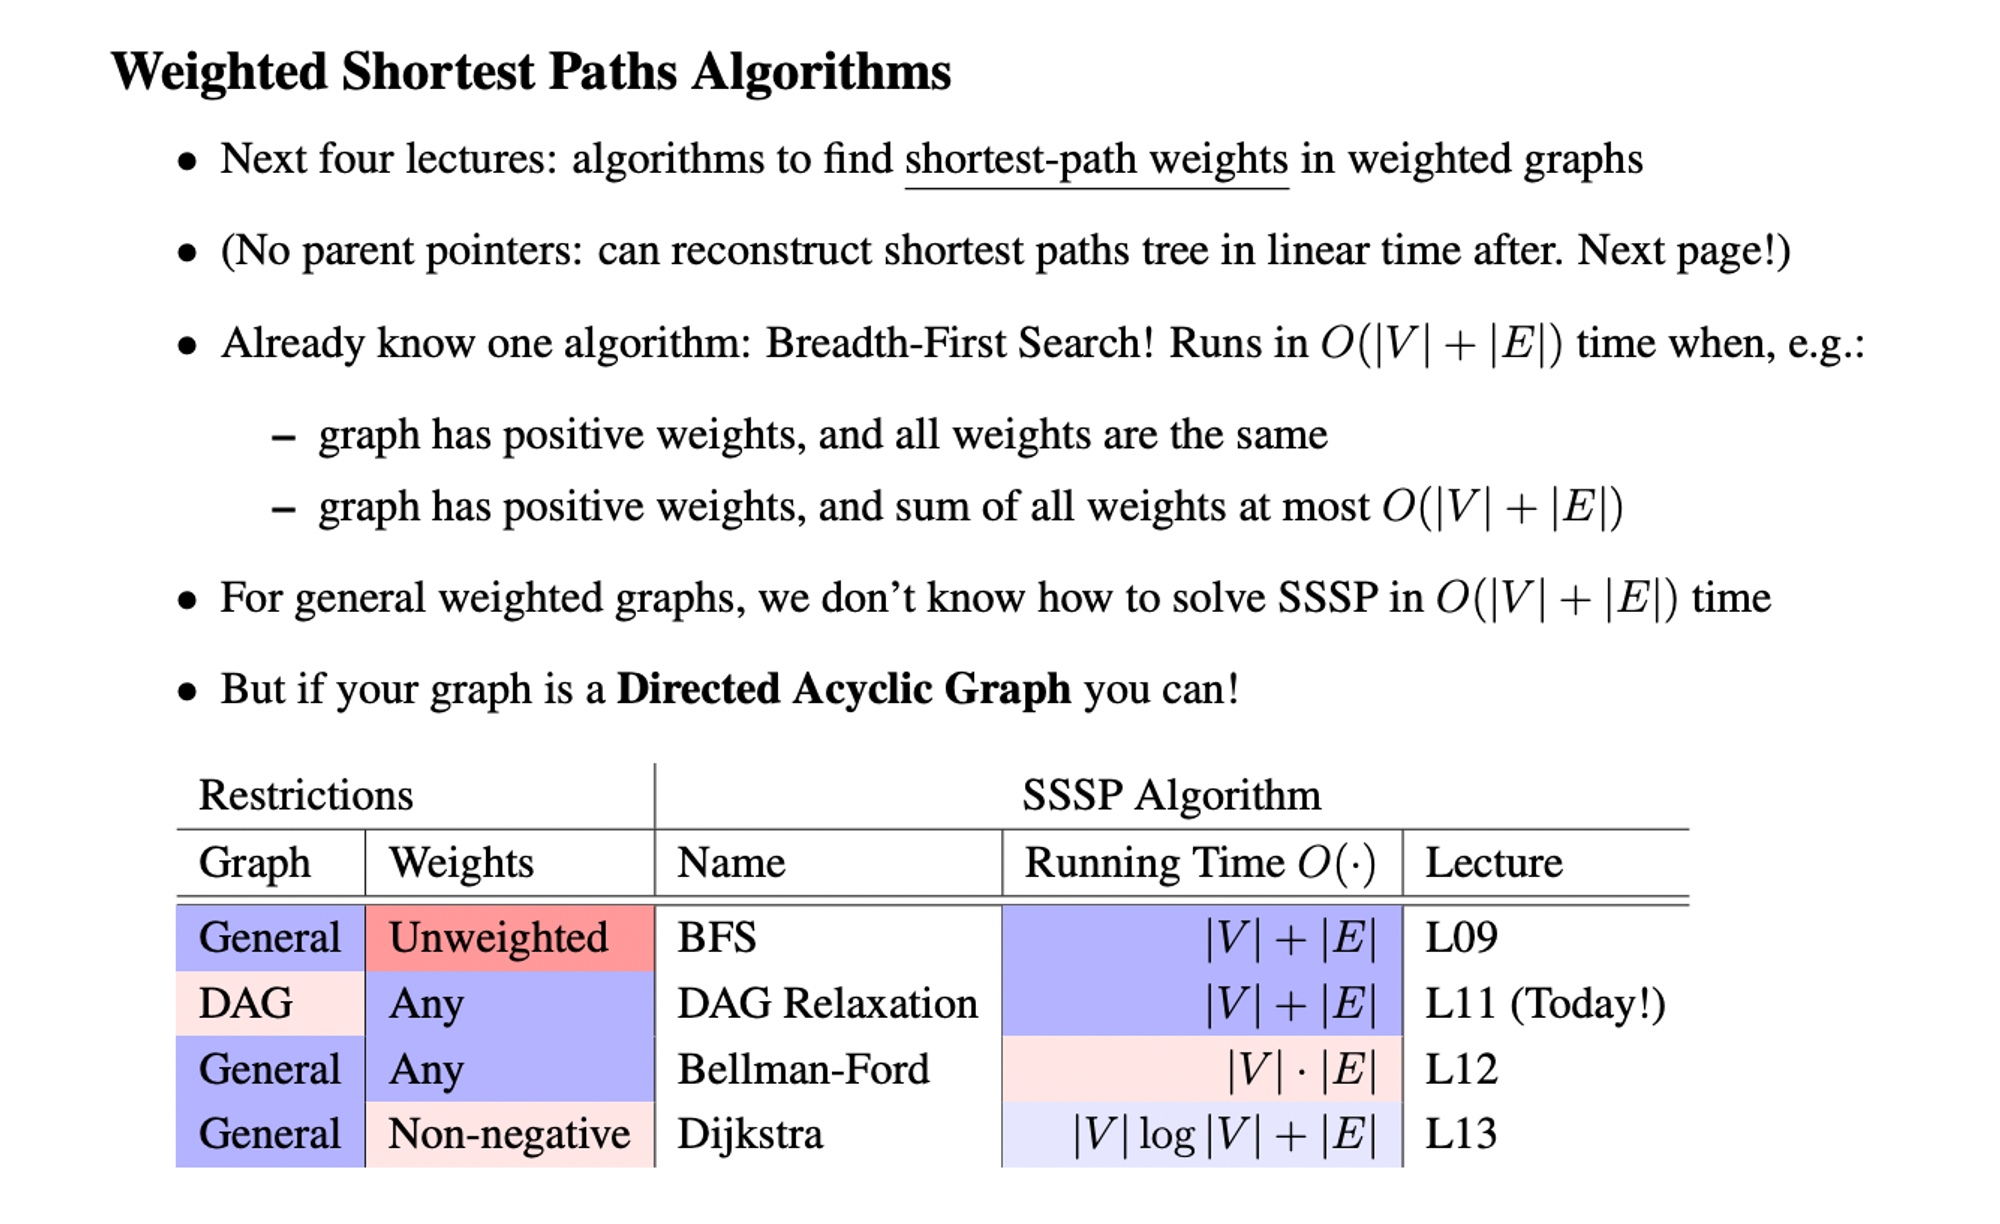 Weighted Shortest Paths Algorithms
• Next four lectures: algorithms to find shortest-path weights in weighted graphs
• (No parent pointers: can reconstruct shortest paths tree in linear time after. Next page!)
• Already know one algorithm: Breadth-First Search! Runs in O(|V| + |E|) time when, e.g.:
– graph has positive weights, and all weights are the same
– graph has positive weights, and sum of all weights at most O(|V| + |E|)
• For general weighted graphs, we don’t know how to solve SSSP in O(|V| + |E|) time
• But if your graph is a Directed Acyclic Graph you can!
Restrictions SSSP Algorithm
Graph Weights Name Running Time O(·) Lecture
General Unweighted BFS |V| + |E| L09
DAG Any DAG Relaxation |V| + |E| L11 (Today!)
General Any Bellman-Ford |V| · |E| L12
General Non-negative Dijkstra |V| log |V| + |E| L13